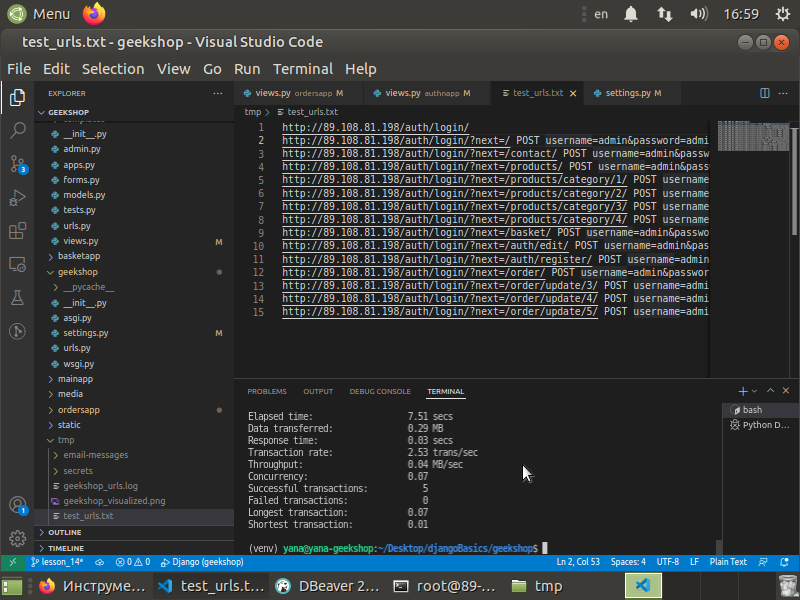 Menu
en
16:59
test_urls.txt - geekshop - Visual Studio Code
File Edit Selection View Go Run Terminal Help
EXPLORER
views.py ordersapp M
views.py authnapp M
test_urls.txt
settings.py M
GEEKSHOP
tmp > test_urls.txt
__init__.py
admin.py
apps.py
forms.py
models.py
tests.py
urls.py
views.py M
basketapp
geekshop
__pycache__
__init__.py
asgi.py
settings.py M
urls.py
wsgi.py
mainapp
media
ordersapp
static
tmp
email-messages
secrets
geekshop_urls.log
geekshop_visualized.png
test_urls.txt
OUTLINE
TIMELINE
3
1
1 http://89.108.81.198/auth/login/
2 http://89.108.81.198/auth/login/?next=/ POST username=admin&password=admi
3 http://89.108.81.198/auth/login/?next=/contact/ POST username=admin&passw
4 http://89.108.81.198/auth/login/?next=/products/ POST username=admin&pass
5 http://89.108.81.198/auth/login/?next=/products/category/1/ POST username
6 http://89.108.81.198/auth/login/?next=/products/category/2/ POST username
7 http://89.108.81.198/auth/login/?next=/products/category/3/ POST username
8 http://89.108.81.198/auth/login/?next=/products/category/4/ POST username
9 http://89.108.81.198/auth/login/?next=/basket/ POST username=admin&passwo
10 http://89.108.81.198/auth/login/?next=/auth/edit/ POST username=admin&pas
11 http://89.108.81.198/auth/login/?next=/auth/register/ POST username=admin
12 http://89.108.81.198/auth/login/?next=/order/ POST username=admin&passwor
13 http://89.108.81.198/auth/login/?next=/order/update/3/ POST username=admi
14 http://89.108.81.198/auth/login/?next=/order/update/4/ POST username=admi
15 http://89.108.81.198/auth/login/?next=/order/update/5/ POST username=admi
PROBLEMS OUTPUT DEBUG CONSOLE TERMINAL
bash
Python D...
Elapsed time: 7.51 secs
Data transferred: 0.29 MB
Response time: 0.03 secs
Transaction rate: 2.53 trans/sec
Throughput: 0.04 MB/sec
Concurrency: 0.07
Successful transactions: 5
Failed transactions: 0
Longest transaction: 0.07
Shortest transaction: 0.01
(venv) yana@yana-geekshop:~/Desktop/djangoBasics/geekshop$
lesson_14* 0 0 Django (geekshop) Ln 2, Col 53 Spaces: 4 UTF-8 LF Plain Text
Инструме... test_urls.t... DBeaver 2... root@89-... tmp